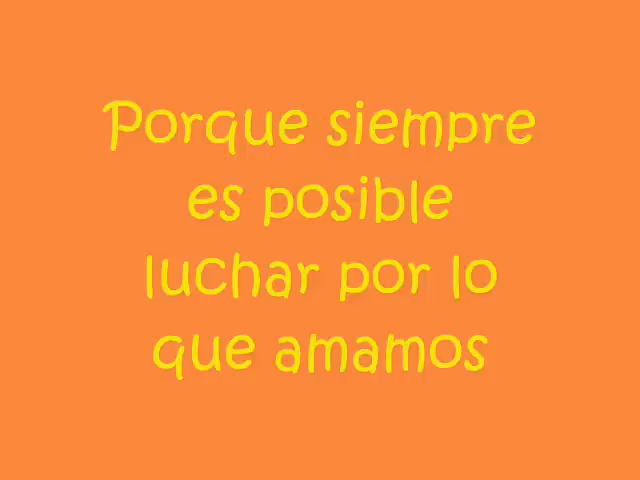 Porque siempre
es posible
luchar por lo
que amamos